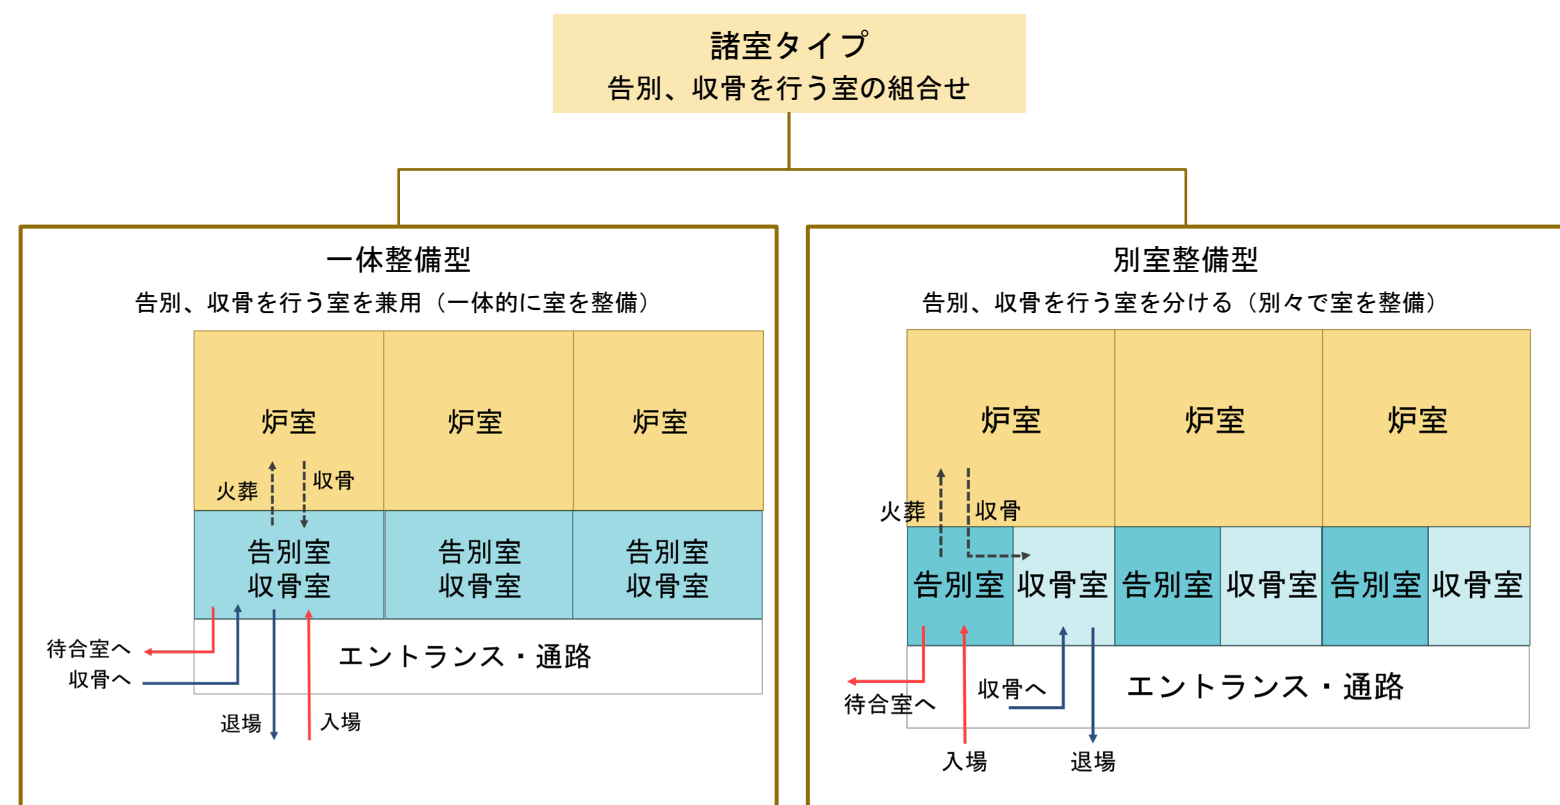 諸室タイプ
告別、収骨を行う室の組合せ
一体整備型
告別、収骨を行う室を兼用（一体的に室を整備）
炉室
炉室
炉室
火葬
収骨
告別室
収骨室
告別室
収骨室
告別室
収骨室
待合室へ
収骨へ
エントランス・通路
退場
入場
別室整備型
告別、収骨を行う室を分ける（別々で室を整備）
炉室
炉室
炉室
火葬
収骨
告別室
収骨室
告別室
収骨室
告別室
収骨室
待合室へ
収骨へ
エントランス・通路
入場
退場